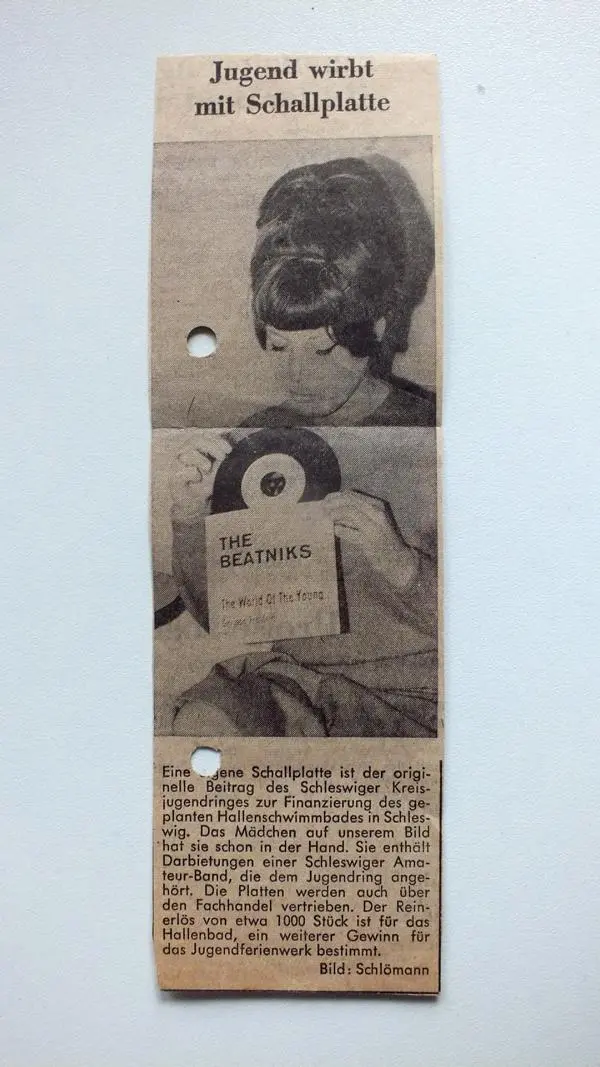 Jugend wirbt
mit Schallplatte
THE
BEATNIKS
The World Of The Young
Eine gene Schallplatte ist der origi-
nelle Beitrag des Schleswiger Kreis-
jugendringes zur Finanzierung des ge-
planten Hallenschwimmbades in Schles-
wig. Das Mädchen auf unserem Bild
hat sie schon in der Hand. Sie enthält
Darbietungen einer Schleswiger Ama-
teur-Band, die dem Jugendring ange-
hört. Die Platten werden auch über
den Fachhandel vertrieben. Der Rein-
erlös von etwa 1000 Stück ist für das
Hallenbad, ein weiterer Gewinn für
das Jugendferienwerk bestimmt.
Bild: Schlömann